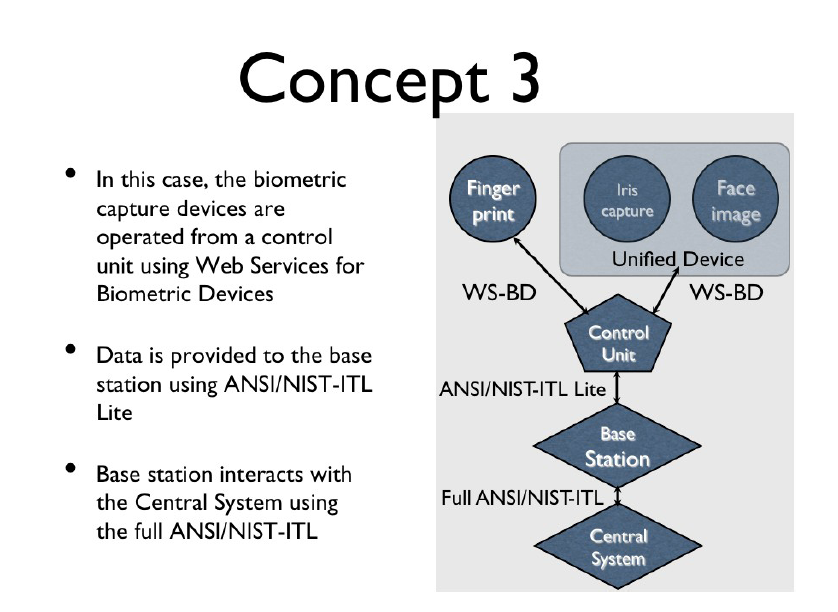 Concept 3
• In this case, the biometric
capture devices are
operated from a control
unit using Web Services for
Biometric Devices
• Data is provided to the base
station using ANSI/NIST-ITL
Lite
• Base station interacts with
the Central System using
the full ANSI/NIST-ITL
Finger
print
Iris
capture
Face
image
Unified Device
WS-BD
WS-BD
Control
Unit
ANSI/NIST-ITL Lite
Base
Station
Full ANSI/NIST-ITL
Central
System